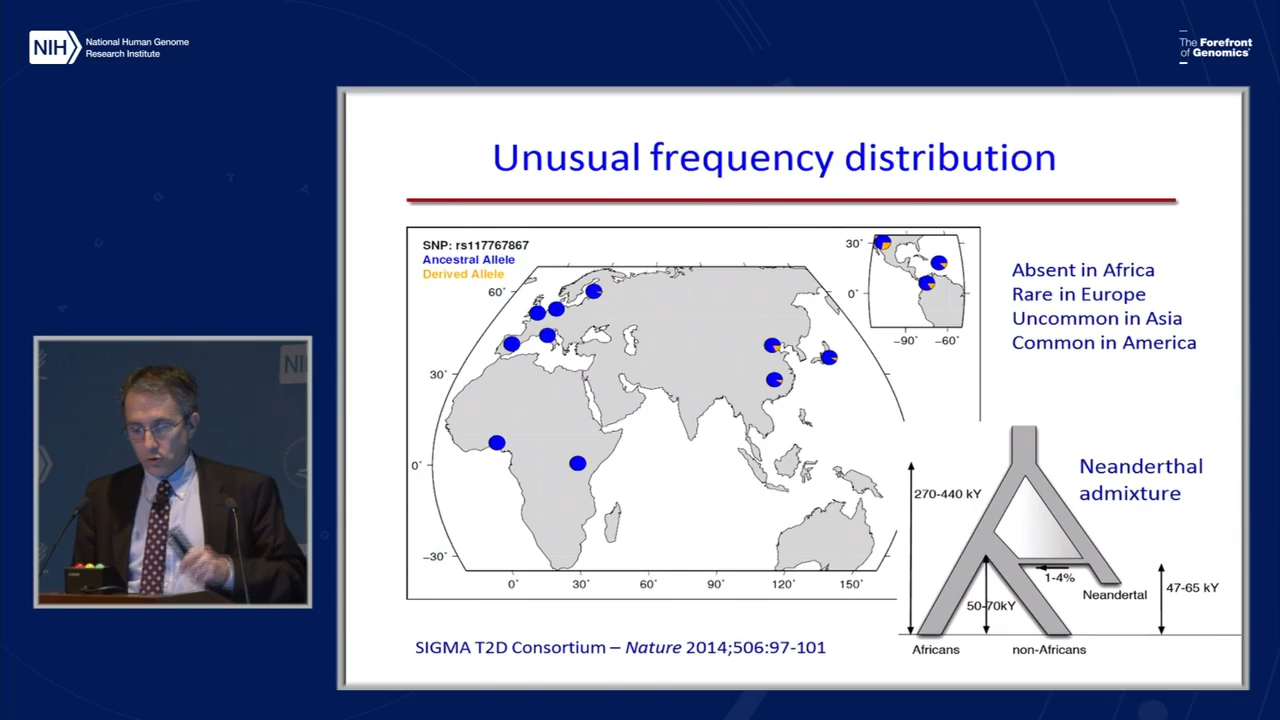 NIH
National Human Genome
Research Institute
The Forefront
of Genomics®
Unusual frequency distribution
SNP: rs117767867
Ancestral Allele
Derived Allele
60˚
30˚
0˚
−30˚
0˚ 30˚ 60˚ 90˚ 120˚ 150˚
30˚
0˚
−90˚ −60˚
Absent in Africa
Rare in Europe
Uncommon in Asia
Common in America
Neanderthal
admixture
270-440 kY
1-4%
Neandertal
47-65 kY
50-70kY
Africans
non-Africans
SIGMA T2D Consortium – Nature 2014;506:97-101
NI